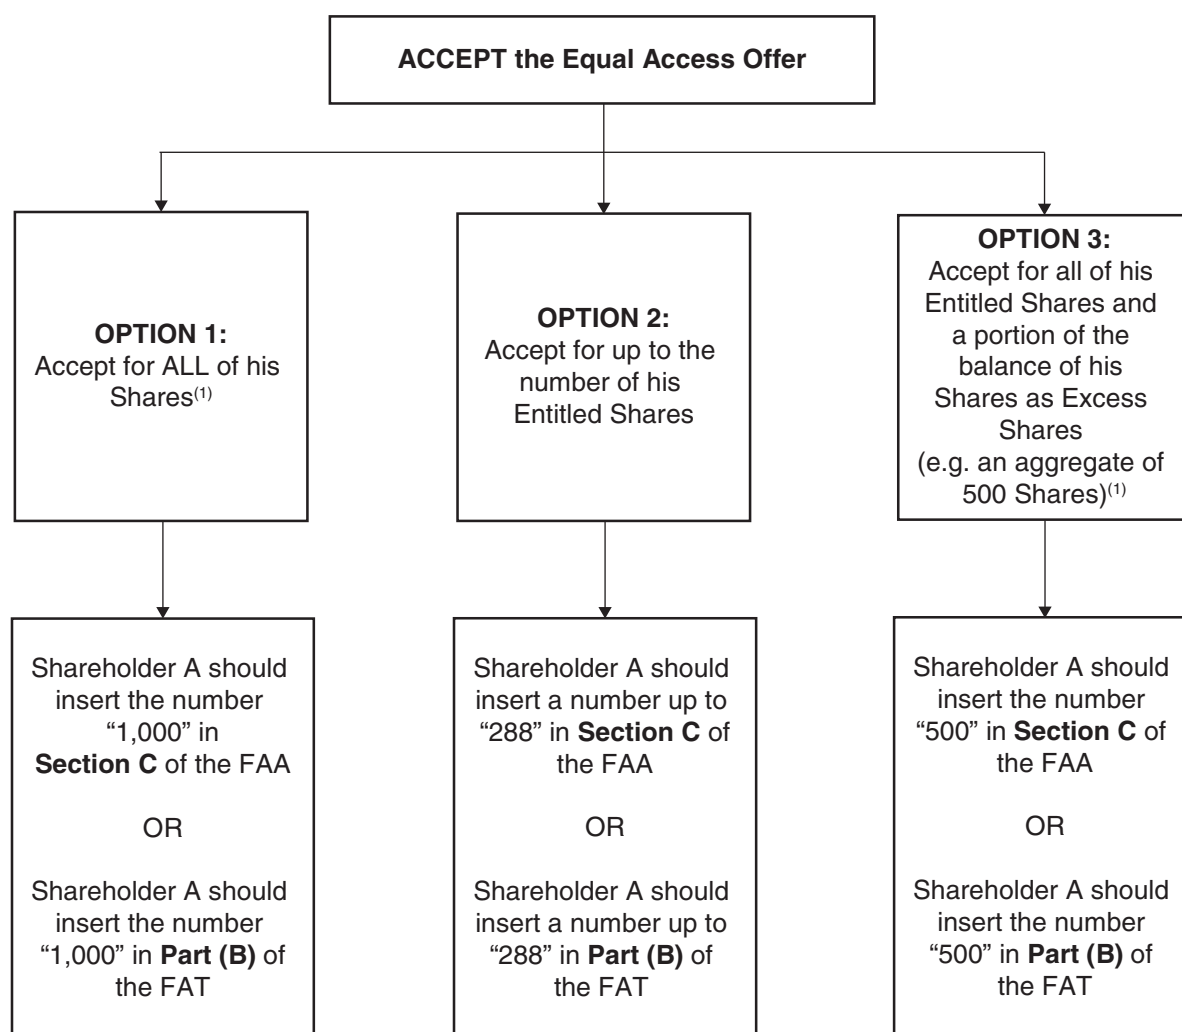 ACCEPT the Equal Access Offer
OPTION 1:
Accept for ALL of his
Shares(1)
OPTION 2:
Accept for up to the
number of his
Entitled Shares
OPTION 3:
Accept for all of his
Entitled Shares and
a portion of the
balance of his
Shares as Excess
Shares
(e.g. an aggregate of
500 Shares)(1)
Shareholder A should
insert the number
“1,000” in
Section C of the FAA
OR
Shareholder A should
insert the number
“1,000” in Part (B) of
the FAT
Shareholder A should
insert a number up to
“288” in Section C of
the FAA
OR
Shareholder A should
insert a number up to
“288” in Part (B) of
the FAT
Shareholder A should
insert the number
“500” in Section C of
the FAA
OR
Shareholder A should
insert the number
“500” in Part (B) of
the FAT